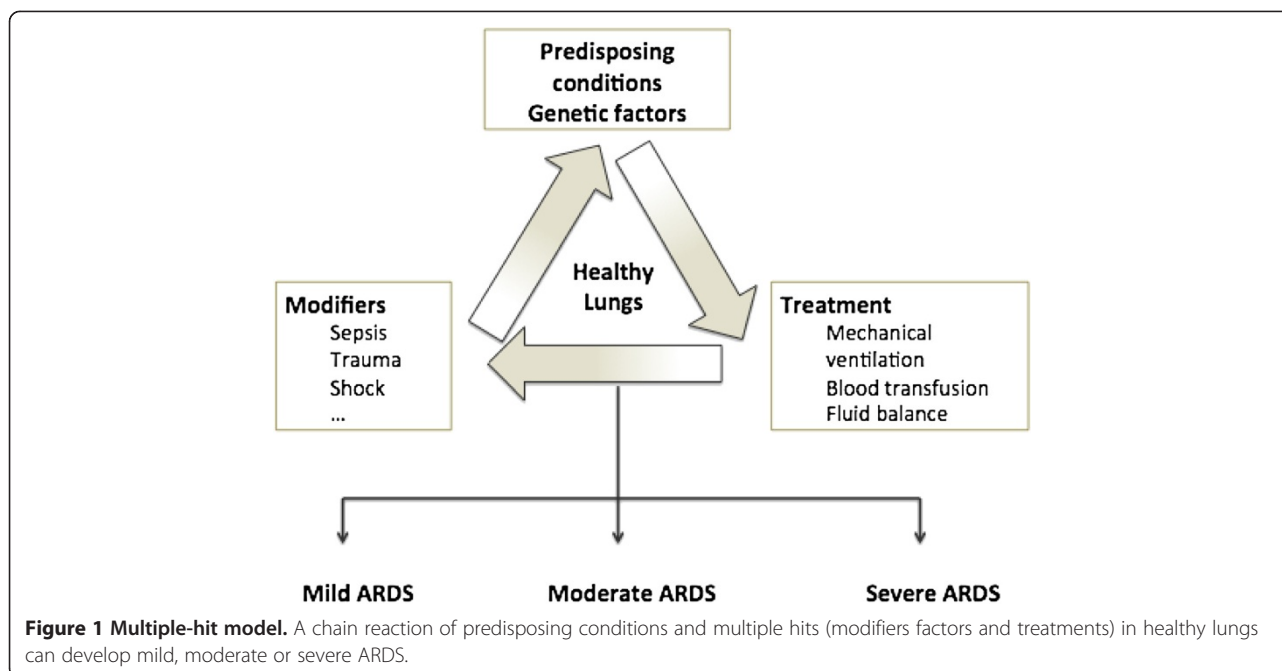 Predisposing
conditions
Genetic factors
Healthy
Lungs
Modifiers
Sepsis
Trauma
Shock
...
Treatment
Mechanical
ventilation
Blood transfusion
Fluid balance
Mild ARDS
Moderate ARDS
Severe ARDS
Figure 1 Multiple-hit model. A chain reaction of predisposing conditions and multiple hits (modifiers factors and treatments) in healthy lungs
can develop mild, moderate or severe ARDS.